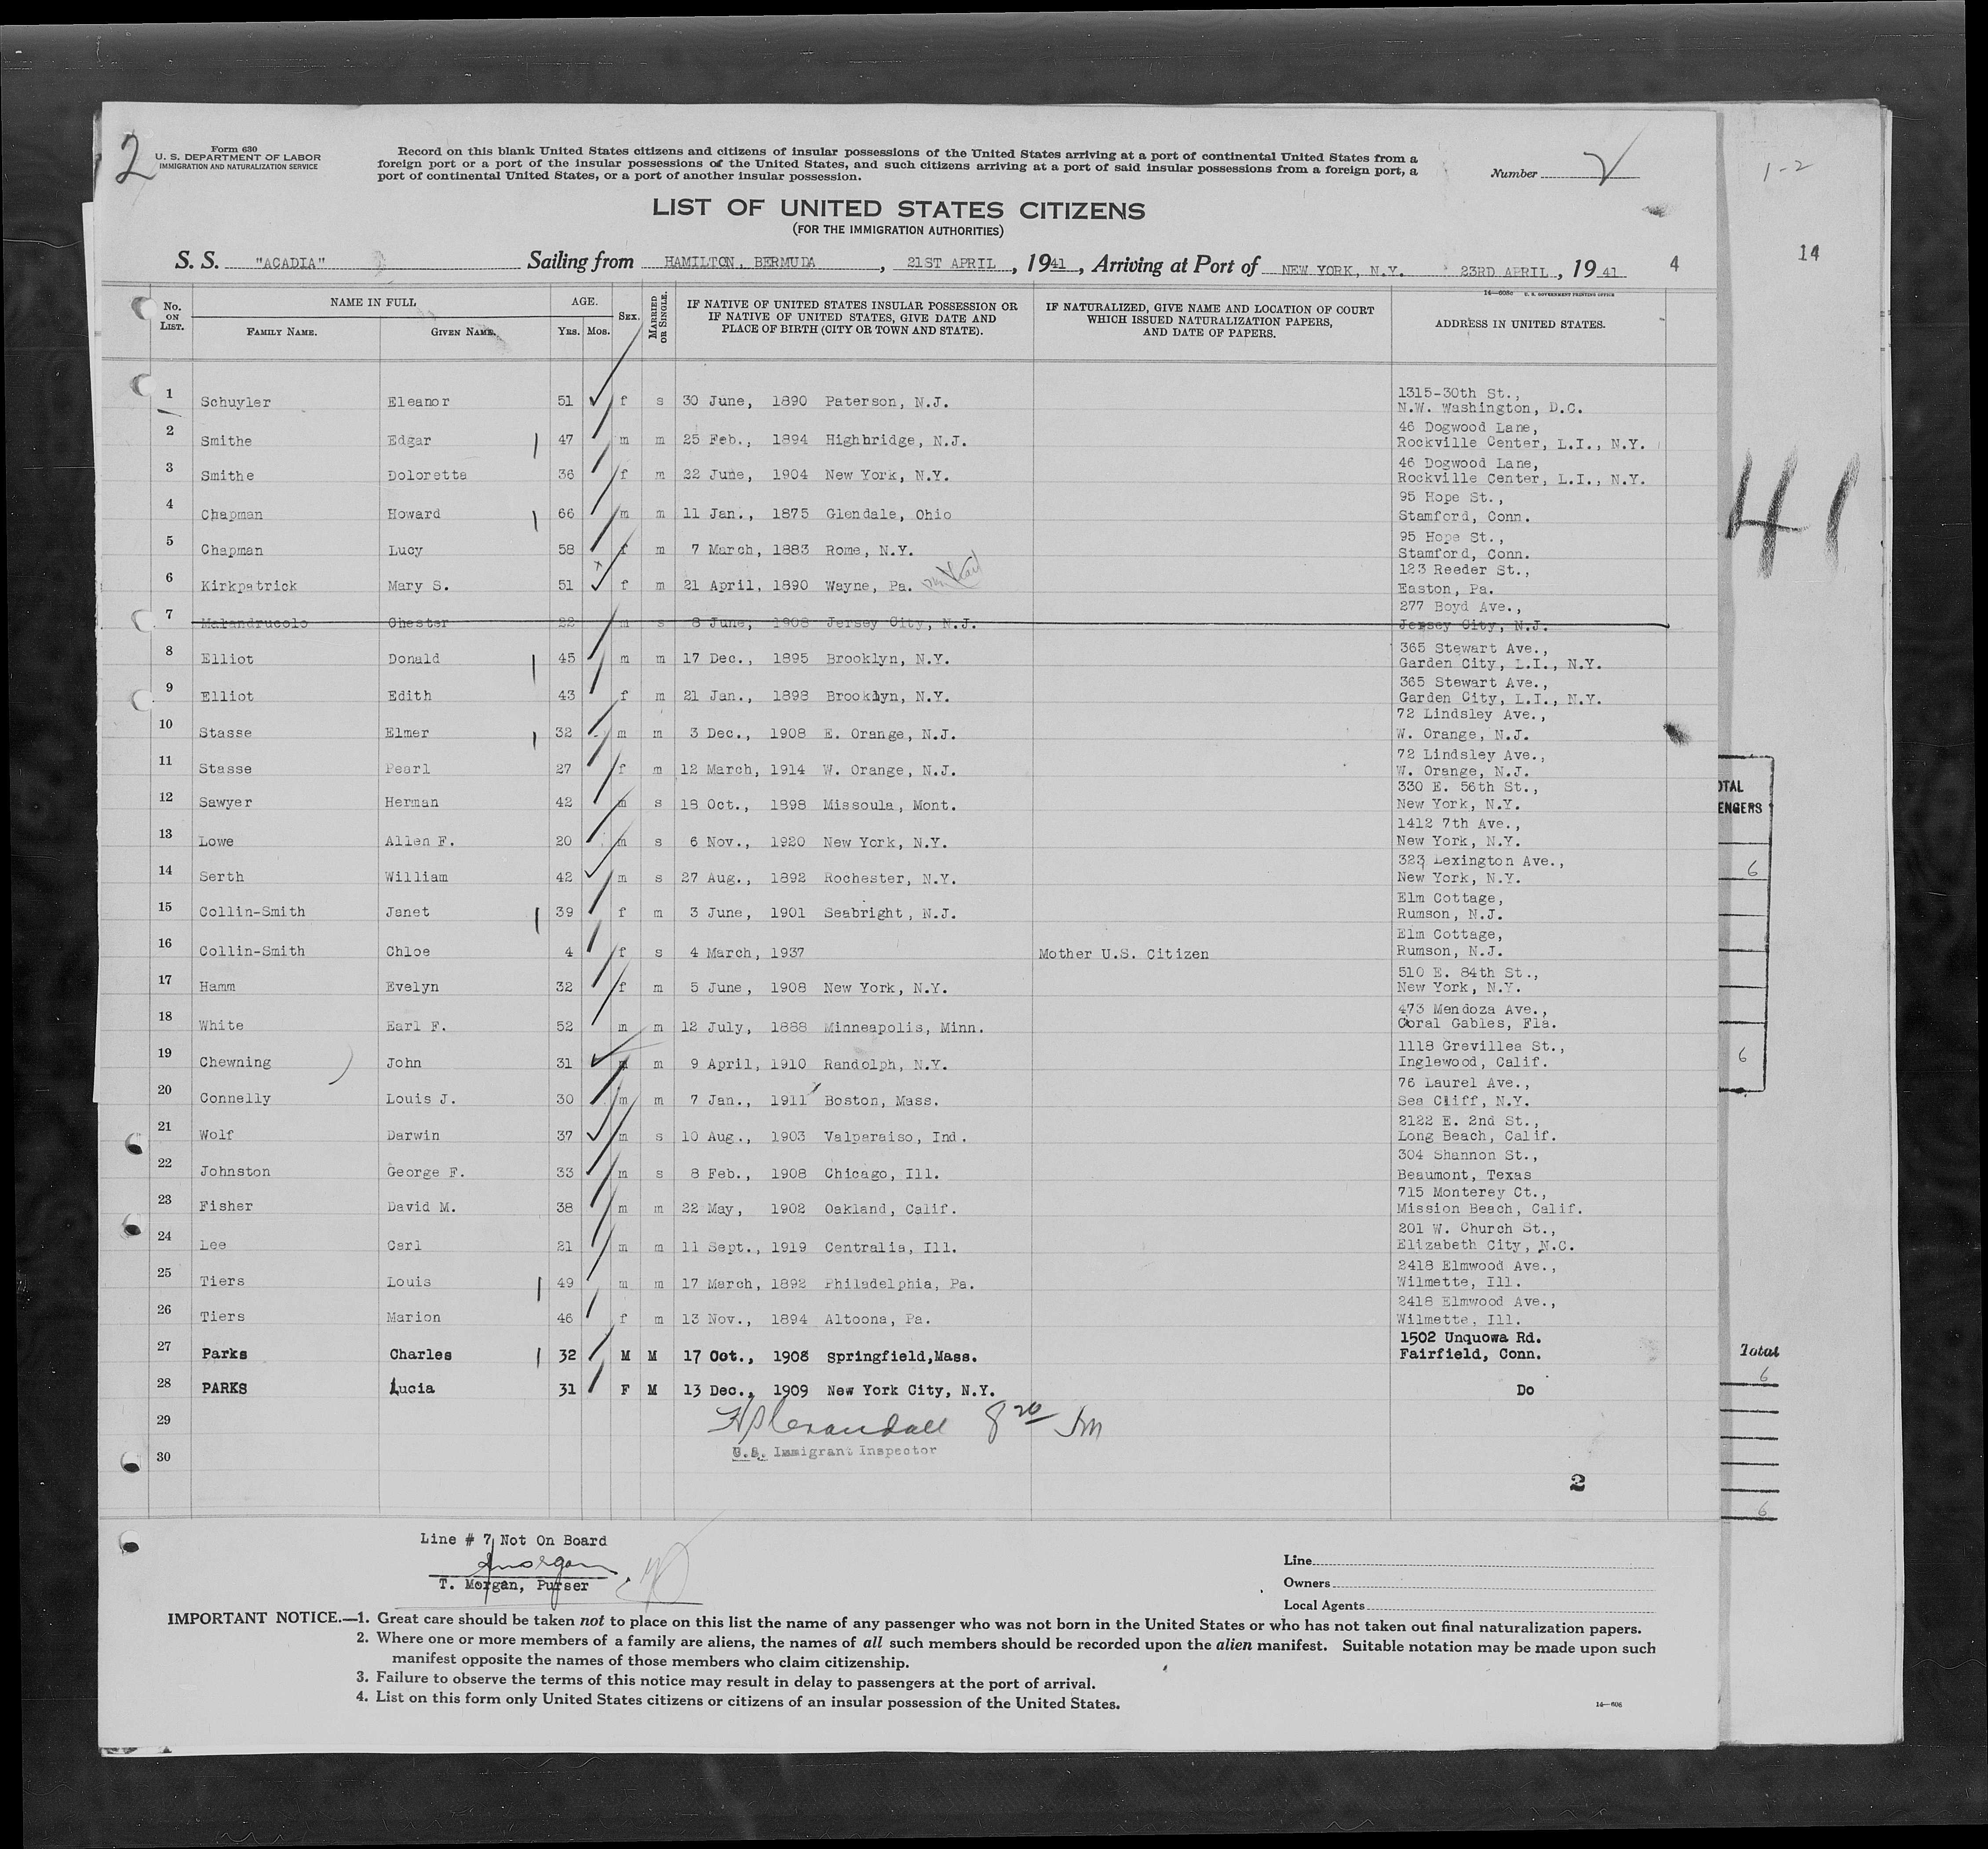 2
Form 630
U. S. DEPARTMENT OF LABOR
IMMIGRATION AND NATURALIZATION SERVICE
Record on this blank United States citizens and citizens of insular possessions of the United States arriving at a port of continental United States from a
foreign port or a port of the insular possessions of the United States, and such citizens arriving at a port of said insular possessions from a foreign port, a
port of continental United States, or a port of another insular possession.
Number 2
1-2
LIST OF UNITED STATES CITIZENS
(FOR THE IMMIGRATION AUTHORITIES)
S. S. "ACADIA" Sailing from HAMILTON, BERMUDA, 21ST APRIL, 1941, Arriving at Port of NEW YORK, N.Y. 23RD APRIL, 1941 4
14
14—606c U. S. GOVERNMENT PRINTING OFFICE
No. ON LIST. NAME IN FULL FAMILY NAME. GIVEN NAME. AGE. YRS. MOS. SEX. MARRIED OR SINGLE. IF NATIVE OF UNITED STATES INSULAR POSSESSION OR IF NATIVE OF UNITED STATES, GIVE DATE AND PLACE OF BIRTH (CITY OR TOWN AND STATE). IF NATURALIZED, GIVE NAME AND LOCATION OF COURT WHICH ISSUED NATURALIZATION PAPERS, AND DATE OF PAPERS. ADDRESS IN UNITED STATES.
1 Schuyler Eleanor 51 f s 30 June, 1890 Paterson, N.J. 1315-30th St., N.W. Washington, D.C.
2 Smithe Edgar 47 m m 25 Feb., 1894 Highbridge, N.J. 46 Dogwood Lane, Rockville Center, L.I., N.Y.
3 Smithe Doloretta 36 f m 22 June, 1904 New York, N.Y. 46 Dogwood Lane, Rockville Center, L.I., N.Y.
4 Chapman Howard 66 m m 11 Jan., 1875 Glendale, Ohio 95 Hope St., Stamford, Conn.
5 Chapman Lucy 58 f m 7 March, 1883 Rome, N.Y. 95 Hope St., Stamford, Conn.
6 Kirkpatrick Mary S. 51 f m 21 April, 1890 Wayne, Pa. 123 Reeder St., Easton, Pa.
7 Malandrucolo Chester 22 m s 8 June, 1908 Jersey City, N.J. 277 Boyd Ave., Jersey City, N.J.
8 Elliot Donald 45 m m 17 Dec., 1895 Brooklyn, N.Y. 365 Stewart Ave., Garden City, L.I., N.Y.
9 Elliot Edith 43 f m 21 Jan., 1898 Brooklyn, N.Y. 365 Stewart Ave., Garden City, L.I., N.Y.
10 Stasse Elmer 32 m m 3 Dec., 1908 E. Orange, N.J. 72 Lindsley Ave., W. Orange, N.J.
11 Stasse Pearl 27 f m 12 March, 1914 W. Orange, N.J. 72 Lindsley Ave., W. Orange, N.J.
12 Sawyer Herman 42 m s 18 Oct., 1898 Missoula, Mont. 330 E. 56th St., New York, N.Y.
13 Lowe Allen F. 20 m s 6 Nov., 1920 New York, N.Y. 1412 7th Ave., New York, N.Y.
14 Serth William 42 m s 27 Aug., 1892 Rochester, N.Y. 323 Lexington Ave., New York, N.Y.
15 Collin-Smith Janet 39 f m 3 June, 1901 Seabright, N.J. Elm Cottage, Rumson, N.J.
16 Collin-Smith Chloe 4 f s 4 March, 1937 Mother U.S. Citizen Elm Cottage, Rumson, N.J.
17 Hamm Evelyn 32 f m 5 June, 1908 New York, N.Y. 510 E. 84th St., New York, N.Y.
18 White Earl F. 52 m m 12 July, 1888 Minneapolis, Minn. 473 Mendoza Ave., Coral Gables, Fla.
19 Chewning John 31 m m 9 April, 1910 Randolph, N.Y. 1118 Grevillea St., Inglewood, Calif.
20 Connelly Louis J. 30 m m 7 Jan., 1911 Boston, Mass. 76 Laurel Ave., Sea Cliff, N.Y.
21 Wolf Darwin 37 m s 10 Aug., 1903 Valparaiso, Ind. 2122 E. 2nd St., Long Beach, Calif.
22 Johnston George F. 33 m s 8 Feb., 1908 Chicago, Ill. 304 Shannon St., Beaumont, Texas
23 Fisher David M. 38 m m 22 May, 1902 Oakland, Calif. 715 Monterey Ct., Mission Beach, Calif.
24 Lee Carl 21 m m 11 Sept., 1919 Centralia, Ill. 201 W. Church St., Elizabeth City, N.C.
25 Tiers Louis 49 m m 17 March, 1892 Philadelphia, Pa. 2418 Elmwood Ave., Wilmette, Ill.
26 Tiers Marion 46 f m 13 Nov., 1894 Altoona, Pa. 2418 Elmwood Ave., Wilmette, Ill.
27 Parks Charles 32 M M 17 Oct., 1908 Springfield,Mass. 1502 Unquowa Rd. Fairfield, Conn.
28 PARKS Lucia 31 F M 13 Dec., 1909 New York City, N.Y. Do
29
30
U.S. Immigrant Inspector
2
41
OTAL
ENGERS
6
6
Total
6
6
Line # 7 Not On Board
TMorgan
T. Morgan, Purser
Line
Owners
Local Agents
IMPORTANT NOTICE.—1. Great care should be taken not to place on this list the name of any passenger who was not born in the United States or who has not taken out final naturalization papers.
2. Where one or more members of a family are aliens, the names of all such members should be recorded upon the alien manifest. Suitable notation may be made upon such
manifest opposite the names of those members who claim citizenship.
3. Failure to observe the terms of this notice may result in delay to passengers at the port of arrival.
4. List on this form only United States citizens or citizens of an insular possession of the United States.
14—606